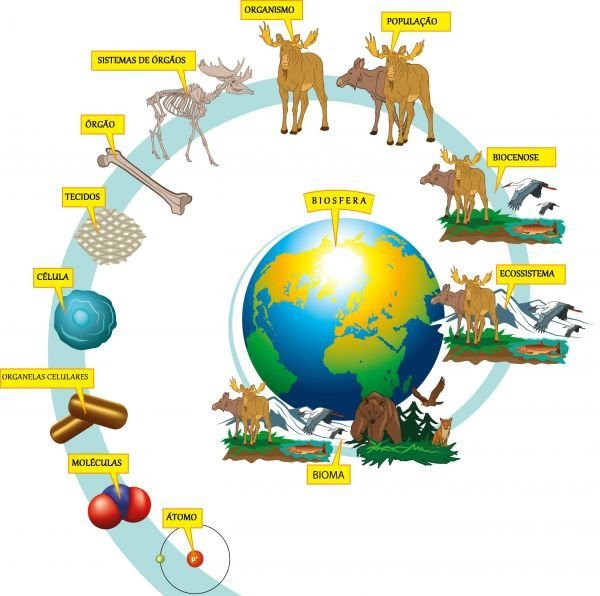 ORGANISMO
POPULAÇÃO
SISTEMAS DE ÓRGÃOS
ÓRGÃO
BIOCENOSE
TECIDOS
BIOSFERA
CÉLULA
ECOSSISTEMA
ORGANELAS CELULARES
BIOMA
MOLÉCULAS
ÁTOMO
p+